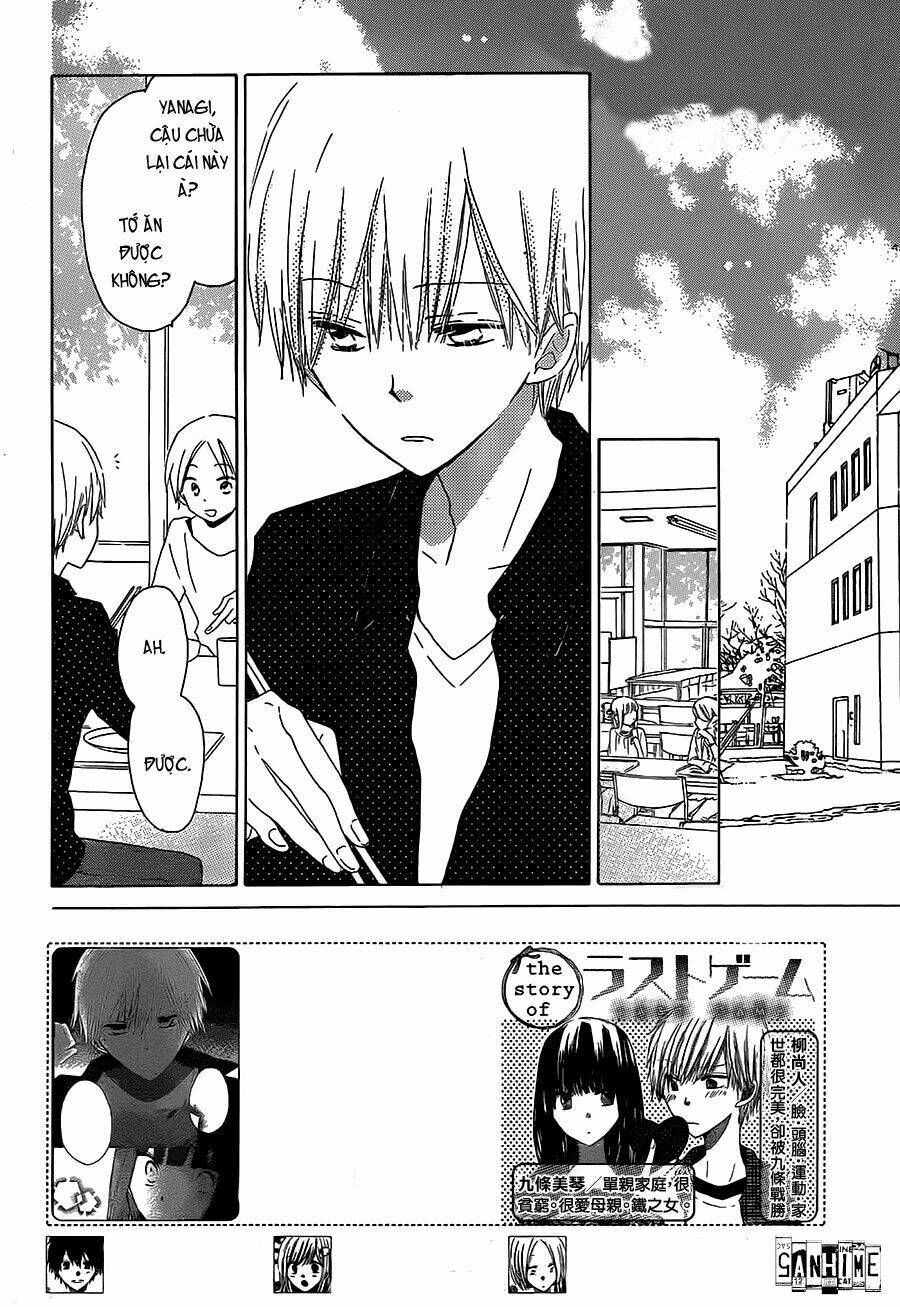 YANAGI,
CẬU CHỪA
LẠI CÁI NÀY
À?
TỚ ĂN
ĐƯỢC
KHÔNG?
AH.
ĐƯỢC.
the
story
of
ラストゲーム
柳尚人／臉．頭腦．運動．家
世都很完美．卻被九條戰勝
九條美琴／單親家庭，很
貧窮。很愛母親。鐵之女。
SANHIME